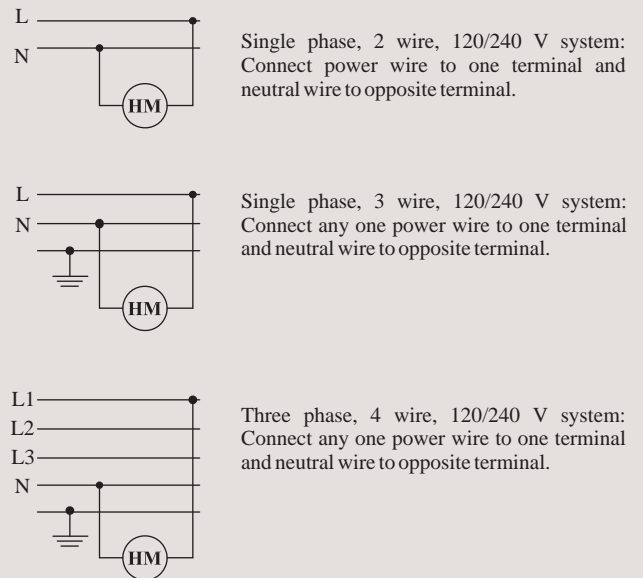 L
N
HM
Single phase, 2 wire, 120/240 V system:
Connect power wire to one terminal and
neutral wire to opposite terminal.
L
N
HM
Single phase, 3 wire, 120/240 V system:
Connect any one power wire to one terminal
and neutral wire to opposite terminal.
L1
L2
L3
N
HM
Three phase, 4 wire, 120/240 V system:
Connect any one power wire to one terminal
and neutral wire to opposite terminal.